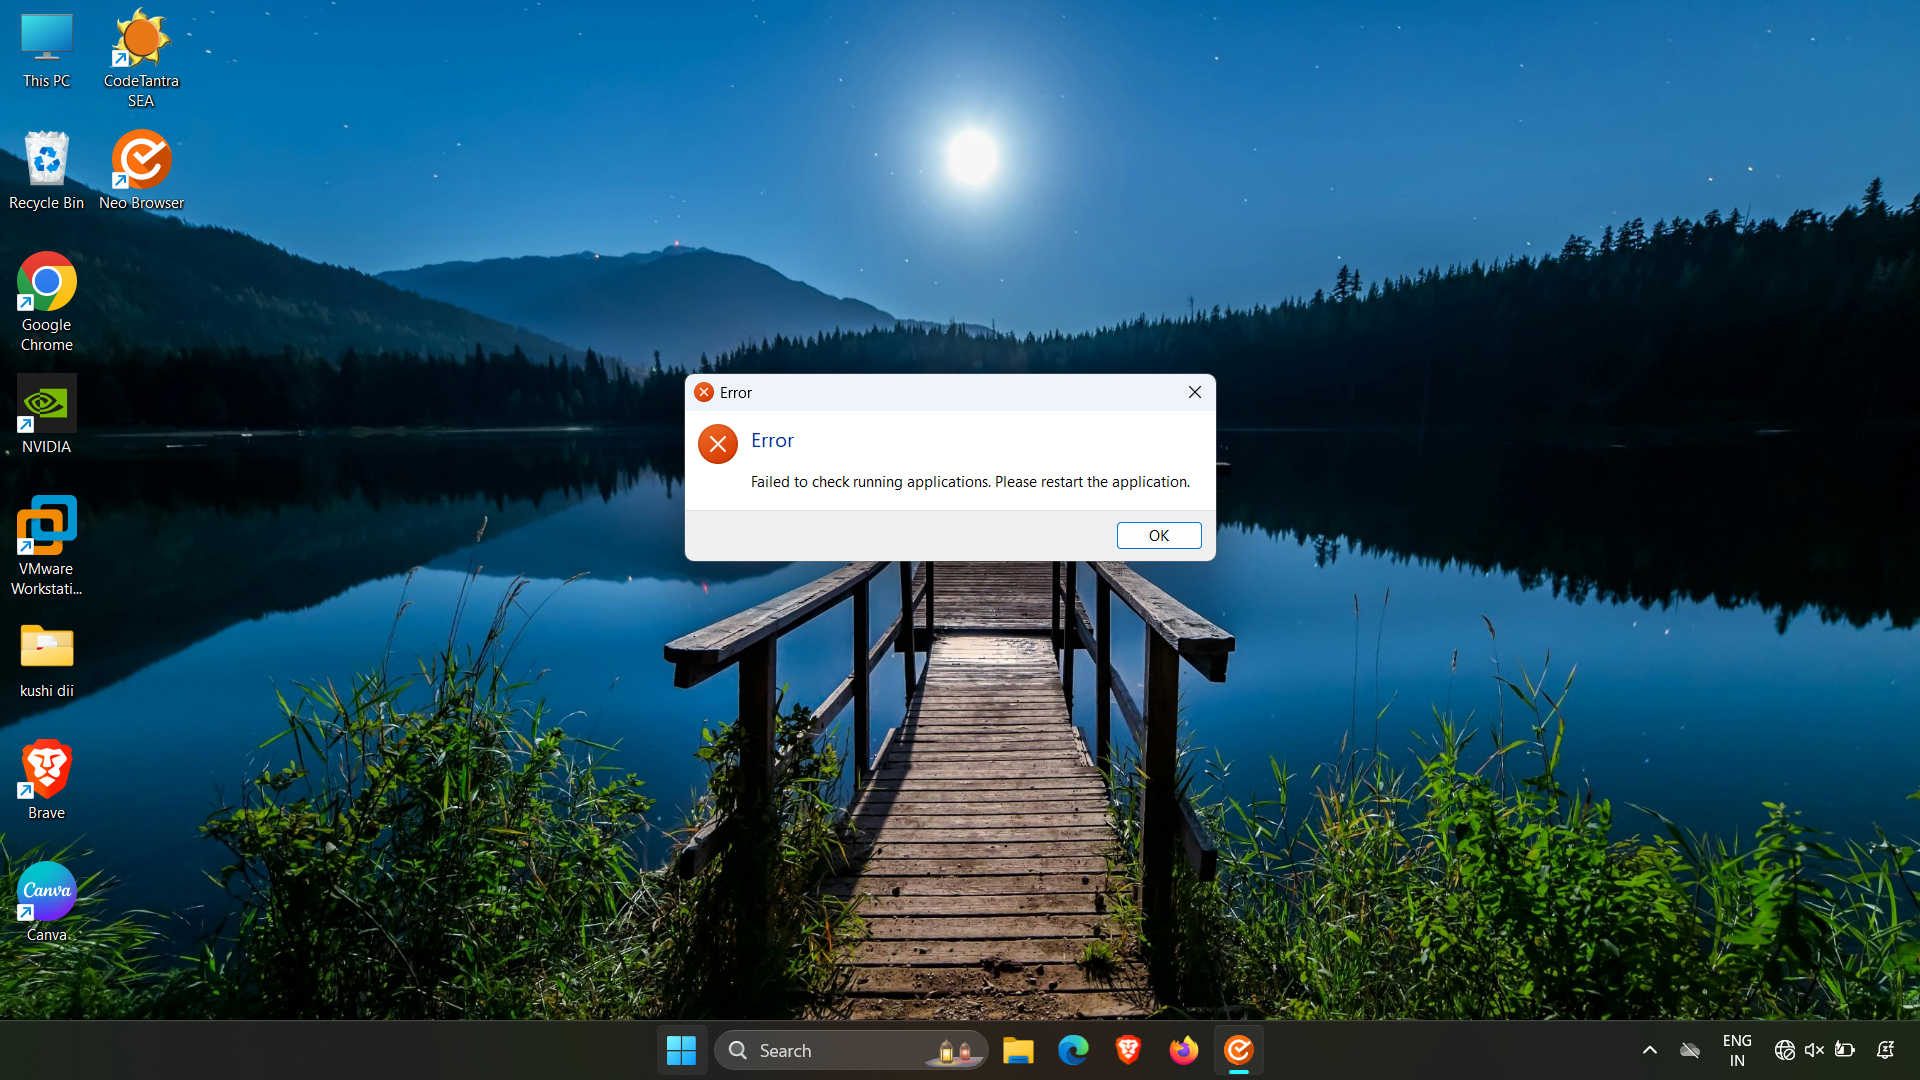 This PC
CodeTantra
SEA
Recycle Bin
Neo Browser
Google
Chrome
NVIDIA
VMware
Workstati...
kushi dii
Brave
Canva
Canva
Error
Error
Failed to check running applications. Please restart the application.
OK
Search
ENG
IN